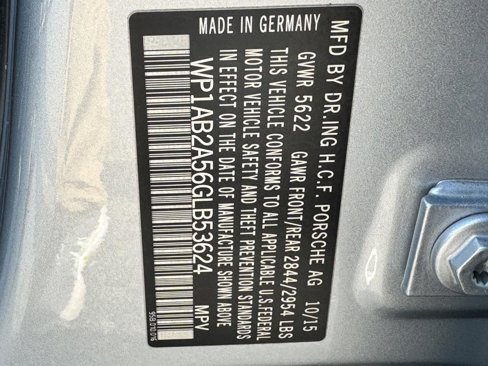 MADE IN GERMANY
MFD BY DR.ING H.C.F. PORSCHE AG 10/15
GVWR 5622 GAWR FRONT/REAR 2844/2954 LBS
THIS VEHICLE CONFORMS TO ALL APPLICABLE U.S.FEDERAL
MOTOR VEHICLE SAFETY AND THEFT PREVENTION STANDARDS
IN EFFECT ON THE DATE OF MANUFACTURE SHOWN ABOVE
WP1AB2A56GLB53624 MPV